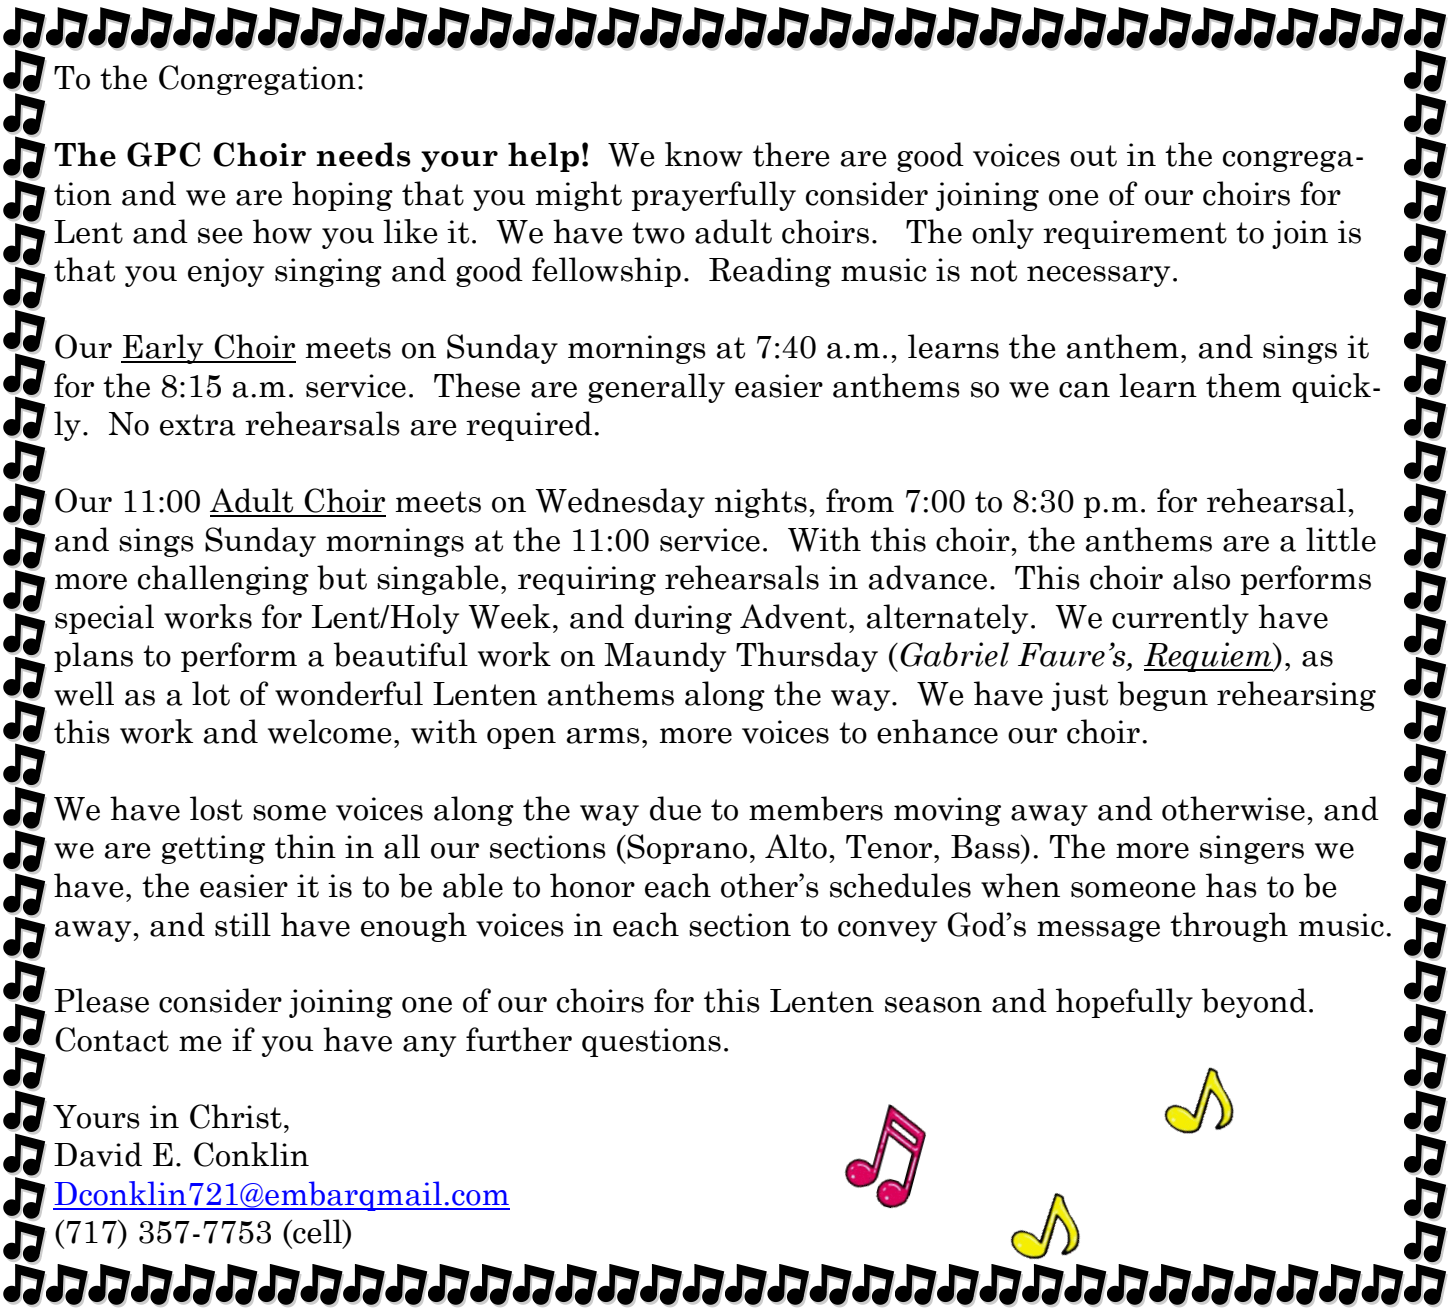 To the Congregation:
The GPC Choir needs your help!  We know there are good voices out in the congrega-
tion and we are hoping that you might prayerfully consider joining one of our choirs for
Lent and see how you like it.  We have two adult choirs.   The only requirement to join is
that you enjoy singing and good fellowship.  Reading music is not necessary.
Our Early Choir meets on Sunday mornings at 7:40 a.m., learns the anthem, and sings it
for the 8:15 a.m. service.  These are generally easier anthems so we can learn them quick-
ly.  No extra rehearsals are required.
Our 11:00 Adult Choir meets on Wednesday nights, from 7:00 to 8:30 p.m. for rehearsal,
and sings Sunday mornings at the 11:00 service.  With this choir, the anthems are a little
more challenging but singable, requiring rehearsals in advance.  This choir also performs
special works for Lent/Holy Week, and during Advent, alternately.  We currently have
plans to perform a beautiful work on Maundy Thursday (Gabriel Faure’s, Requiem), as
well as a lot of wonderful Lenten anthems along the way.  We have just begun rehearsing
this work and welcome, with open arms, more voices to enhance our choir.
We have lost some voices along the way due to members moving away and otherwise, and
we are getting thin in all our sections (Soprano, Alto, Tenor, Bass). The more singers we
have, the easier it is to be able to honor each other’s schedules when someone has to be
away, and still have enough voices in each section to convey God’s message through music.
Please consider joining one of our choirs for this Lenten season and hopefully beyond.
Contact me if you have any further questions.
Yours in Christ,
David E. Conklin
Dconklin721@embarqmail.com
(717) 357-7753 (cell)